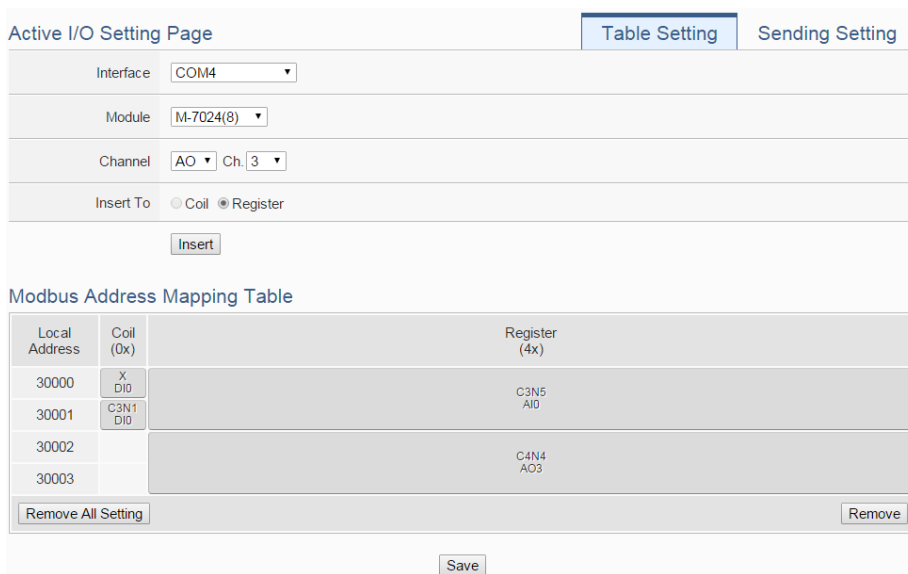 Active I/O Setting Page
Table Setting
Sending Setting
Interface COM4
Module M-7024(8)
Channel AO Ch. 3
Insert To Coil Register
Insert
Modbus Address Mapping Table
Local Address
Coil (0x)
Register (4x)
30000
X
DI0
C3N5
AI0
30001
C3N1
DI0
30002
C4N4
AO3
30003
Remove All Setting
Remove
Save